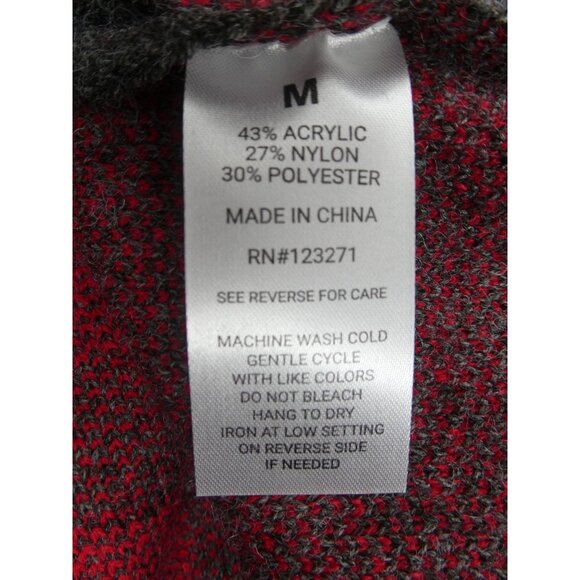 M
43% ACRYLIC
27% NYLON
30% POLYESTER
MADE IN CHINA
RN#123271
SEE REVERSE FOR CARE
MACHINE WASH COLD
GENTLE CYCLE
WITH LIKE COLORS
DO NOT BLEACH
HANG TO DRY
IRON AT LOW SETTING
ON REVERSE SIDE
IF NEEDED